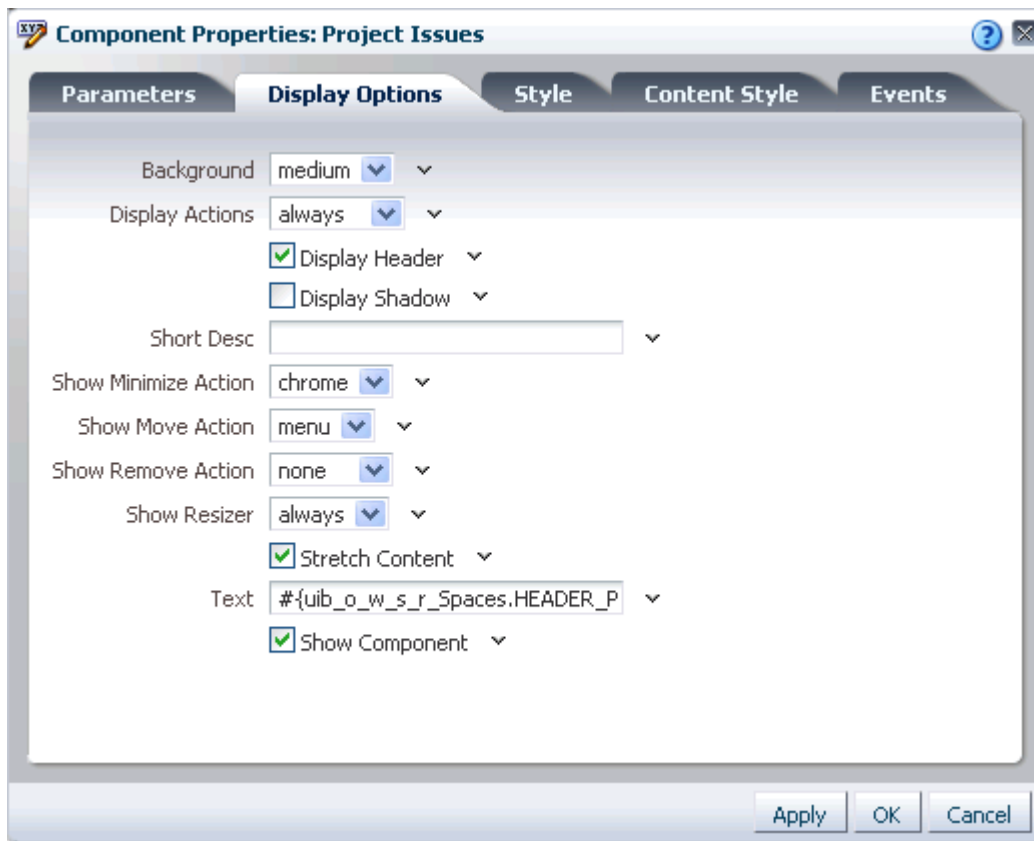 Component Properties: Project Issues
Parameters Display Options Style Content Style Events
Background medium
Display Actions always
Display Header
Display Shadow
Short Desc
Show Minimize Action chrome
Show Move Action menu
Show Remove Action none
Show Resizer always
Stretch Content
Text #{uib_o_w_s_r_Spaces.HEADER_P
Show Component
Apply OK Cancel